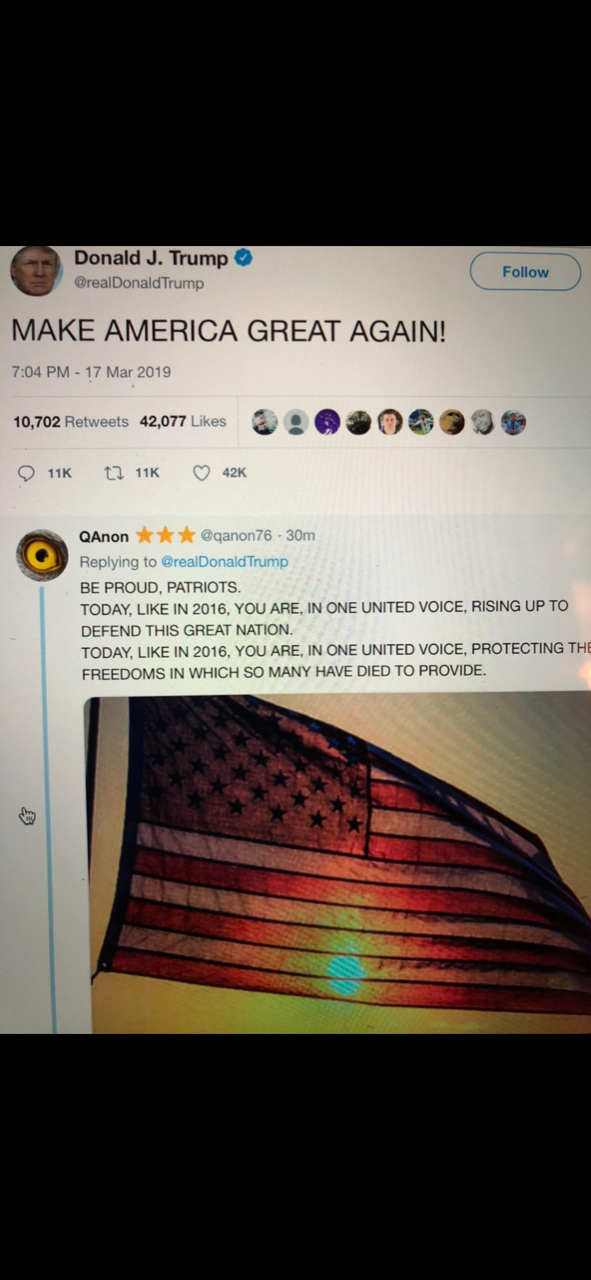 Donald J. Trump
@realDonaldTrump
Follow
MAKE AMERICA GREAT AGAIN!
7:04 PM - 17 Mar 2019
10,702 Retweets 42,077 Likes
11K 11K 42K
QAnon ⭐⭐⭐ @qanon76 · 30m
Replying to @realDonaldTrump
BE PROUD, PATRIOTS.
TODAY, LIKE IN 2016, YOU ARE, IN ONE UNITED VOICE, RISING UP TO
DEFEND THIS GREAT NATION.
TODAY, LIKE IN 2016, YOU ARE, IN ONE UNITED VOICE, PROTECTING THE
FREEDOMS IN WHICH SO MANY HAVE DIED TO PROVIDE.